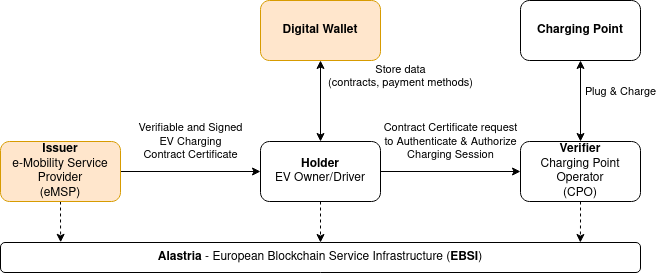 Digital Wallet
Charging Point
Store data
(contracts, payment methods)
Plug & Charge
Verifiable and Signed
EV Charging
Contract Certificate
Contract Certificate request
to Authenticate & Authorize
Charging Session
Issuer
e-Mobility Service
Provider
(eMSP)
Holder
EV Owner/Driver
Verifier
Charging Point
Operator
(CPO)
Alastria - European Blockchain Service Infrastructure (EBSI)